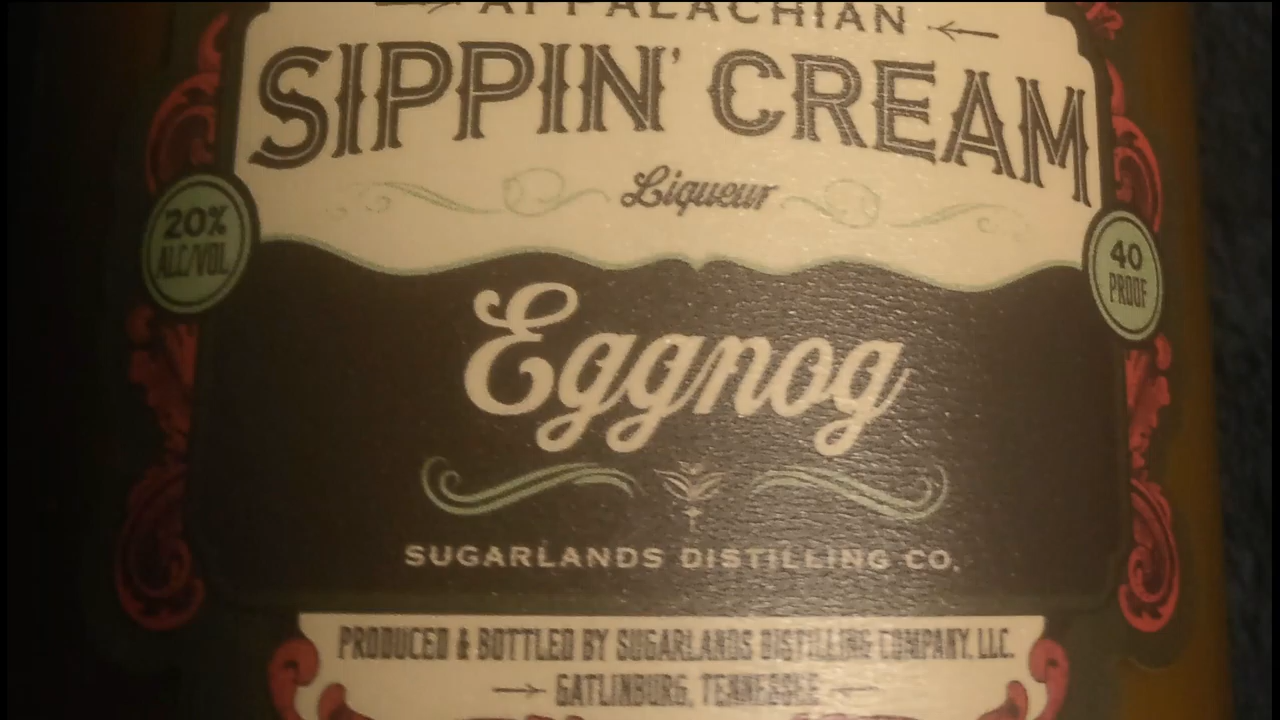 APPALACHIAN
SIPPIN' CREAM
Liqueur
20%
ALC/VOL
40
PROOF
Eggnog
SUGARLANDS DISTILLING CO.
PRODUCED & BOTTLED BY SUGARLANDS DISTILLING COMPANY, LLC.
GATLINBURG, TENNESSEE